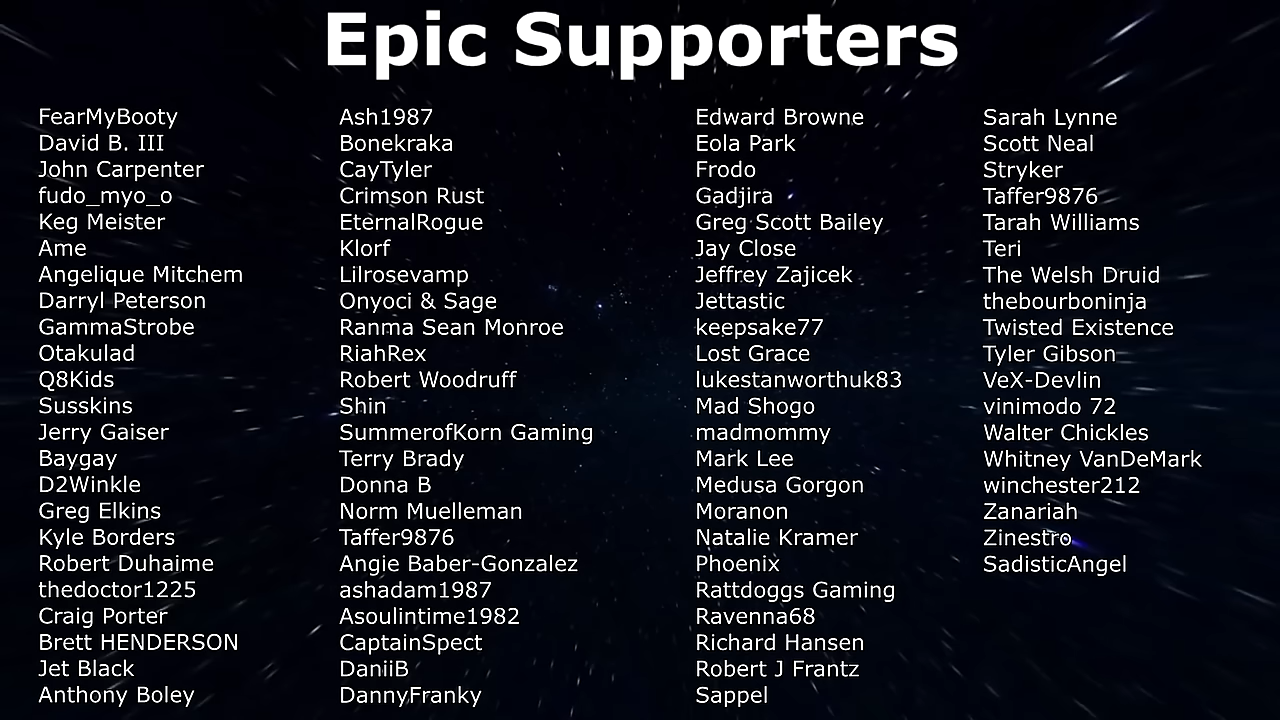 Epic Supporters
FearMyBooty
David B. III
John Carpenter
fudo_myo_o
Keg Meister
Ame
Angelique Mitchem
Darryl Peterson
GammaStrobe
Otakulad
Q8Kids
Susskins
Jerry Gaiser
Baygay
D2Winkle
Greg Elkins
Kyle Borders
Robert Duhaime
thedoctor1225
Craig Porter
Brett HENDERSON
Jet Black
Anthony Boley
Ash1987
Bonekraka
CayTyler
Crimson Rust
EternalRogue
Klorf
Lilrosevamp
Onyoci & Sage
Ranma Sean Monroe
RiahRex
Robert Woodruff
Shin
SummerofKorn Gaming
Terry Brady
Donna B
Norm Muelleman
Taffer9876
Angie Baber-Gonzalez
ashadam1987
Asoulintime1982
CaptainSpect
DaniiB
DannyFranky
Edward Browne
Eola Park
Frodo
Gadjira
Greg Scott Bailey
Jay Close
Jeffrey Zajicek
Jettastic
keepsake77
Lost Grace
lukestanworthuk83
Mad Shogo
madmommy
Mark Lee
Medusa Gorgon
Moranon
Natalie Kramer
Phoenix
Rattdoggs Gaming
Ravenna68
Richard Hansen
Robert J Frantz
Sappel
Sarah Lynne
Scott Neal
Stryker
Taffer9876
Tarah Williams
Teri
The Welsh Druid
thebourboninja
Twisted Existence
Tyler Gibson
VeX-Devlin
vinimodo 72
Walter Chickles
Whitney VanDeMark
winchester212
Zanariah
Zinestro
SadisticAngel